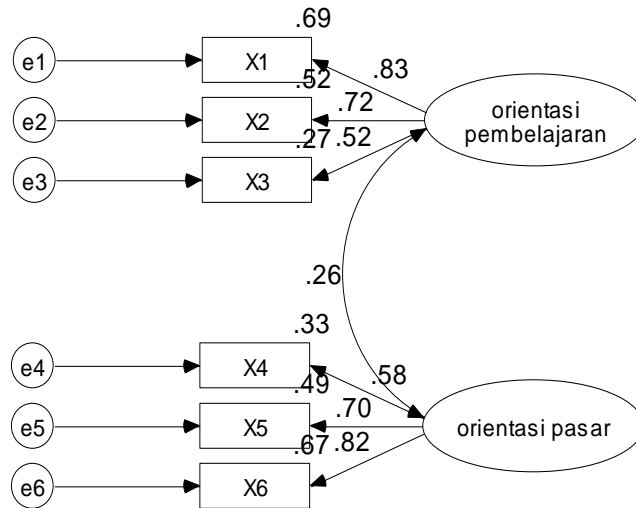 .69
e1
X1
.83
.52
e2
X2
.72
orientasi
pembelajaran
.27
.52
e3
X3
.26
.33
e4
X4
.58
.49
e5
X5
.70
orientasi pasar
.67
.82
e6
X6